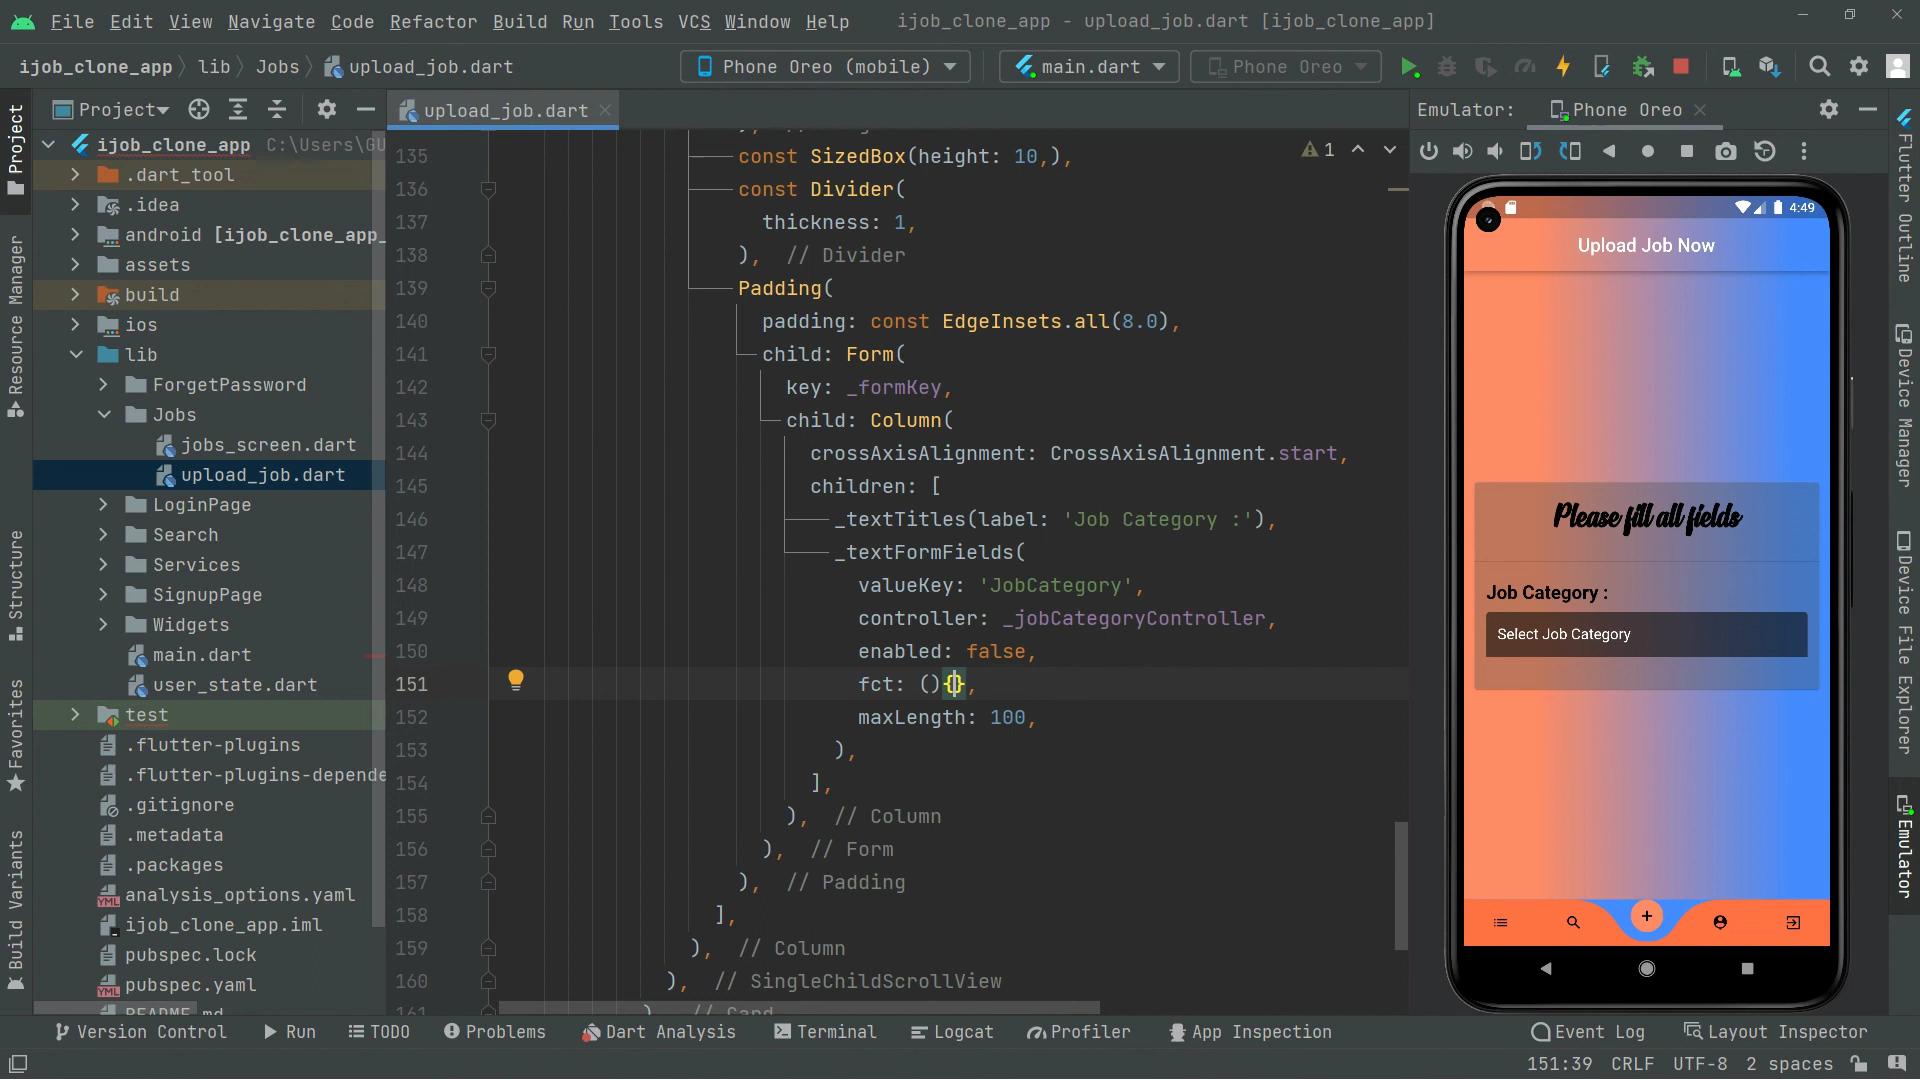 File Edit View Navigate Code Refactor Build Run Tools VCS Window Help ijob_clone_app - upload_job.dart [ijob_clone_app]
ijob_clone_app lib Jobs upload_job.dart Phone Oreo (mobile) main.dart Phone Oreo
Project upload_job.dart Emulator: Phone Oreo
ijob_clone_app C:\Users\GU
.dart_tool
.idea
android [ijob_clone_app_
assets
build
ios
lib
ForgetPassword
Jobs
jobs_screen.dart
upload_job.dart
LoginPage
Search
Services
SignupPage
Widgets
main.dart
user_state.dart
test
.flutter-plugins
.flutter-plugins-depende
.gitignore
.metadata
.packages
analysis_options.yaml
ijob_clone_app.iml
pubspec.lock
pubspec.yaml
README.md
Project
Resource Manager
Structure
Favorites
Build Variants
1
135 const SizedBox(height: 10,),
136 const Divider(
137 thickness: 1,
138 ), // Divider
139 Padding(
140 padding: const EdgeInsets.all(8.0),
141 child: Form(
142 key: _formKey,
143 child: Column(
144 crossAxisAlignment: CrossAxisAlignment.start,
145 children: [
146 _textTitles(label: 'Job Category :'),
147 _textFormFields(
148 valueKey: 'JobCategory',
149 controller: _jobCategoryController,
150 enabled: false,
151 fct: (){},
152 maxLength: 100,
153 ),
154 ],
155 ), // Column
156 ), // Form
157 ), // Padding
158 ],
159 ), // Column
160 ), // SingleChildScrollView
161 ), // Card
4:49
Upload Job Now
Please fill all fields
Job Category :
Select Job Category
Flutter Outline
Device Manager
Device File Explorer
Emulator
Version Control Run TODO Problems Dart Analysis Terminal Logcat Profiler App Inspection Event Log Layout Inspector
151:39 CRLF UTF-8 2 spaces